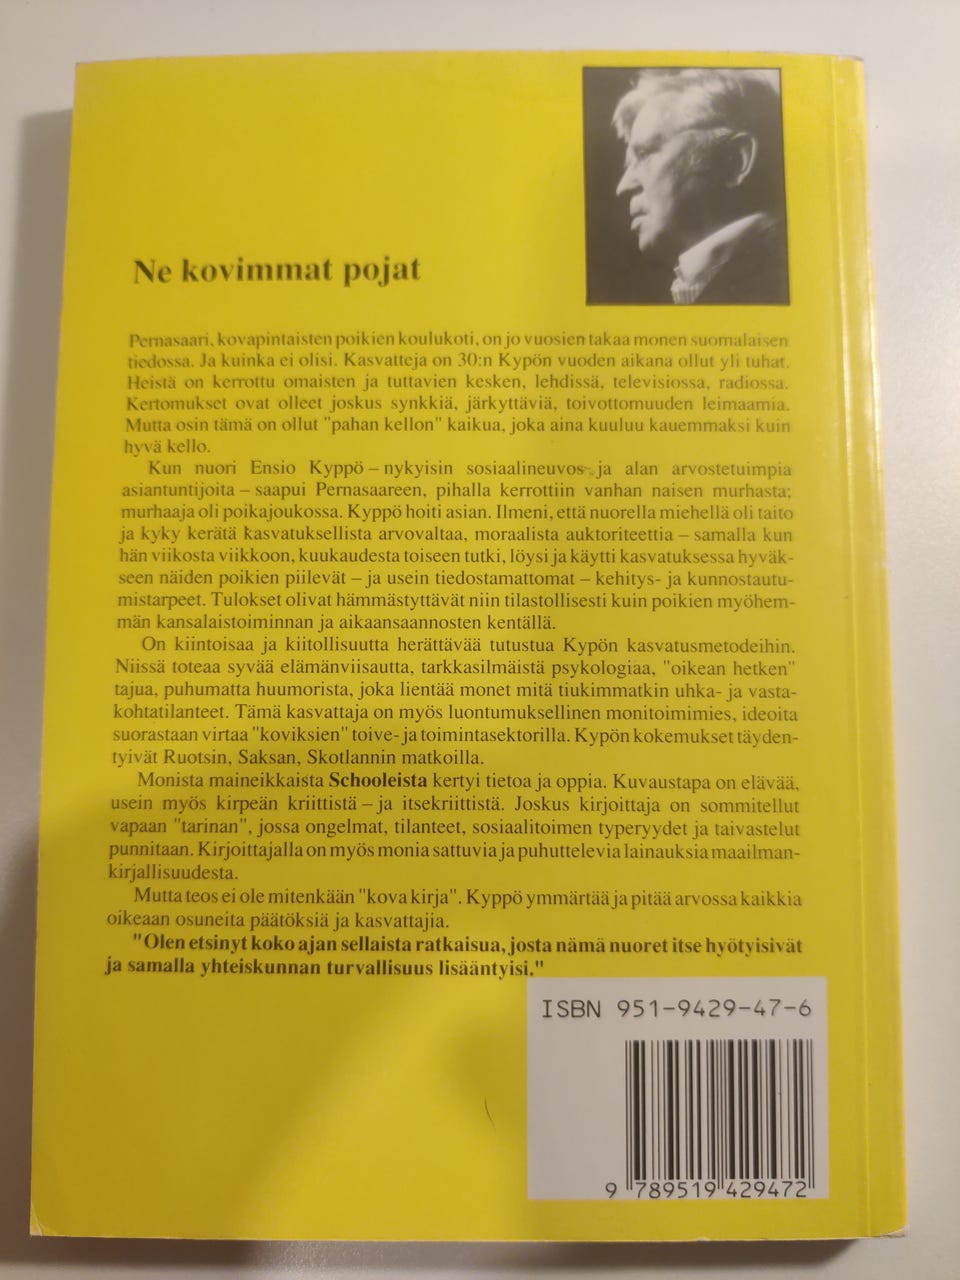 Ne kovimmat pojat
Pernasaari, kovapintaisten poikien koulukoti, on jo vuosien takaa monen suomalaisen
tiedossa. Ja kuinka ei olisi. Kasvatteja on 30:n Kypön vuoden aikana ollut yli tuhat.
Heistä on kerrottu omaisten ja tuttavien kesken, lehdissä, televisiossa, radiossa.
Kertomukset ovat olleet joskus synkkiä, järkyttäviä, toivottomuuden leimaamia.
Mutta osin tämä on ollut "pahan kellon" kaikua, joka aina kuuluu kauemmaksi kuin
hyvä kello.
Kun nuori Ensio Kyppö – nykyisin sosiaalineuvos ja alan arvostetuimpia
asiantuntijoita – saapui Pernasaareen, pihalla kerrottiin vanhan naisen murhasta;
murhaaja oli poikajoukossa. Kyppö hoiti asian. Ilmeni, että nuorella miehellä oli taito
ja kyky kerätä kasvatuksellista arvovaltaa, moraalista auktoriteettia – samalla kun
hän viikosta viikkoon, kuukaudesta toiseen tutki, löysi ja käytti kasvatuksessa hyväk-
seen näiden poikien piilevät – ja usein tiedostamattomat – kehitys- ja kunnostautu-
mistarpeet. Tulokset olivat hämmästyttävät niin tilastollisesti kuin poikien myöhem-
män kansalaistoiminnan ja aikaansaannosten kentällä.
On kiintoisaa ja kiitollisuutta herättävää tutustua Kypön kasvatusmetodeihin.
Niissä toteaa syvää elämänviisautta, tarkkasilmäistä psykologiaa, "oikean hetken"
tajua, puhumatta huumorista, joka lientää monet mitä tiukimmatkin uhka- ja vasta-
kohtatilanteet. Tämä kasvattaja on myös luontumuksellinen monitoimimies, ideoita
suorastaan virtaa "koviksien" toive- ja toimintasektorilla. Kypön kokemukset täyden-
tyivät Ruotsin, Saksan, Skotlannin matkoilla.
Monista maineikkaista Schooleista kertyi tietoa ja oppia. Kuvaustapa on elävää,
usein myös kirpeän kriittistä – ja itsekriittistä. Joskus kirjoittaja on sommitellut
vapaan "tarinan", jossa ongelmat, tilanteet, sosiaalitoimen typeryydet ja taivastelut
punnitaan. Kirjoittajalla on myös monia sattuvia ja puhuttelevia lainauksia maailman-
kirjallisuudesta.
Mutta teos ei ole mitenkään "kova kirja". Kyppö ymmärtää ja pitää arvossa kaikkia
oikeaan osuneita päätöksiä ja kasvattajia.
"Olen etsinyt koko ajan sellaista ratkaisua, josta nämä nuoret itse hyötyisivät
ja samalla yhteiskunnan turvallisuus lisääntyisi."
ISBN 951-9429-47-6
9 789519 429472